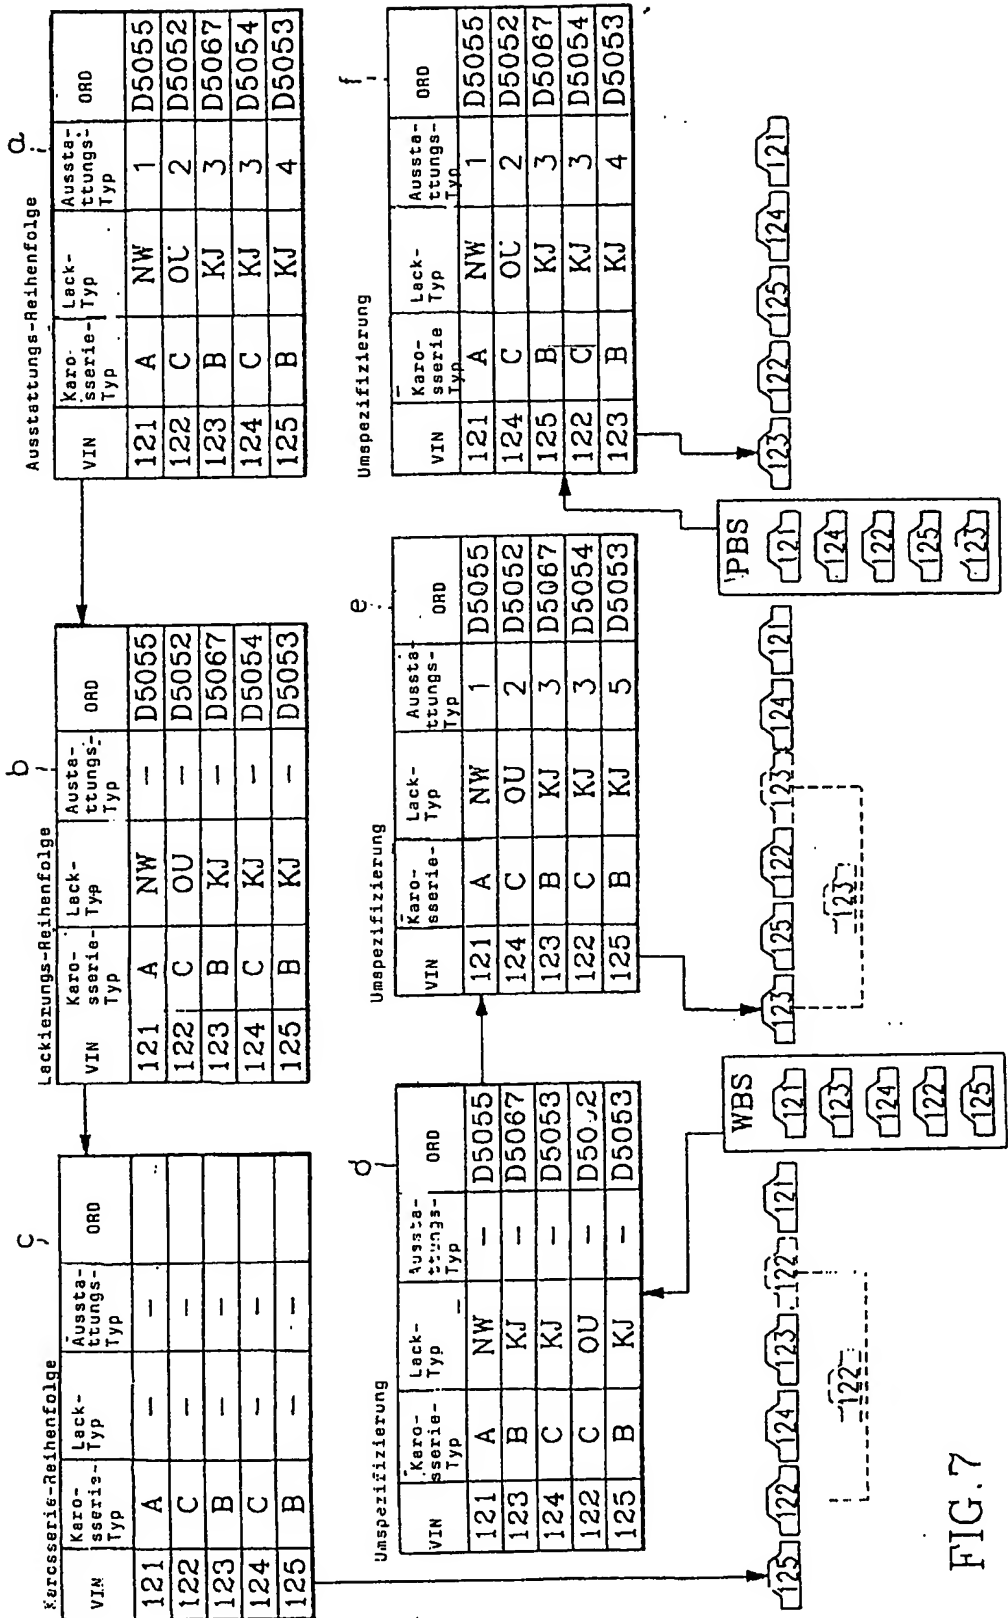 c
Karosserie-Reihenfolge
VIN Karo-sserie-Typ Lack-Typ Aussta-ttungs-Typ ORD
121 A — —
122 C — —
123 B — —
124 C — —
125 B — —
b
Lackierungs-Reihenfolge
VIN Karo-sserie-Typ Lack-Typ Austa-ttungs-Typ ORD
121 A NW — D5055
122 C OU — D5052
123 B KJ — D5067
124 C KJ — D5054
125 B KJ — D5053
a
Ausstattungs-Reihenfolge
VIN Karo-sserie-Typ Lack-Typ Aussta-ttungs-Typ ORD
121 A NW 1 D5055
122 C OU 2 D5052
123 B KJ 3 D5067
124 C KJ 3 D5054
125 B KJ 4 D5053
d
Umspezifizierung
VIN Karo-sserie-Typ Lack-Typ Aussta-ttungs-Typ ORD
121 A NW — D5055
123 B KJ — D5067
124 C KJ — D5053
122 C OU —
125 B KJ — D5053
e
Umspezifizierung
VIN Karo-sserie- Lack-Typ Aussta-ttungs-Typ ORD
121 A NW 1 D5055
124 C OU 2 D5052
123 B KJ 3 D5067
122 C KJ 3 D5054
125 B KJ 5 D5053
f
Umspezifizierung
VIN Karo-sserie Typ Lack-Typ Aussta-ttungs-Typ ORD
121 A NW 1 D5055
124 C OU 2 D5052
125 B KJ 3 D5067
122 C KJ 3 D5054
123 B KJ 4 D5053
125 122 124 123 122 121
122
WBS
121
123
124
122
125
123 125 122 123 124 121
123
PBS
121
124
122
125
123
123 122 125 124 121
FIG.7